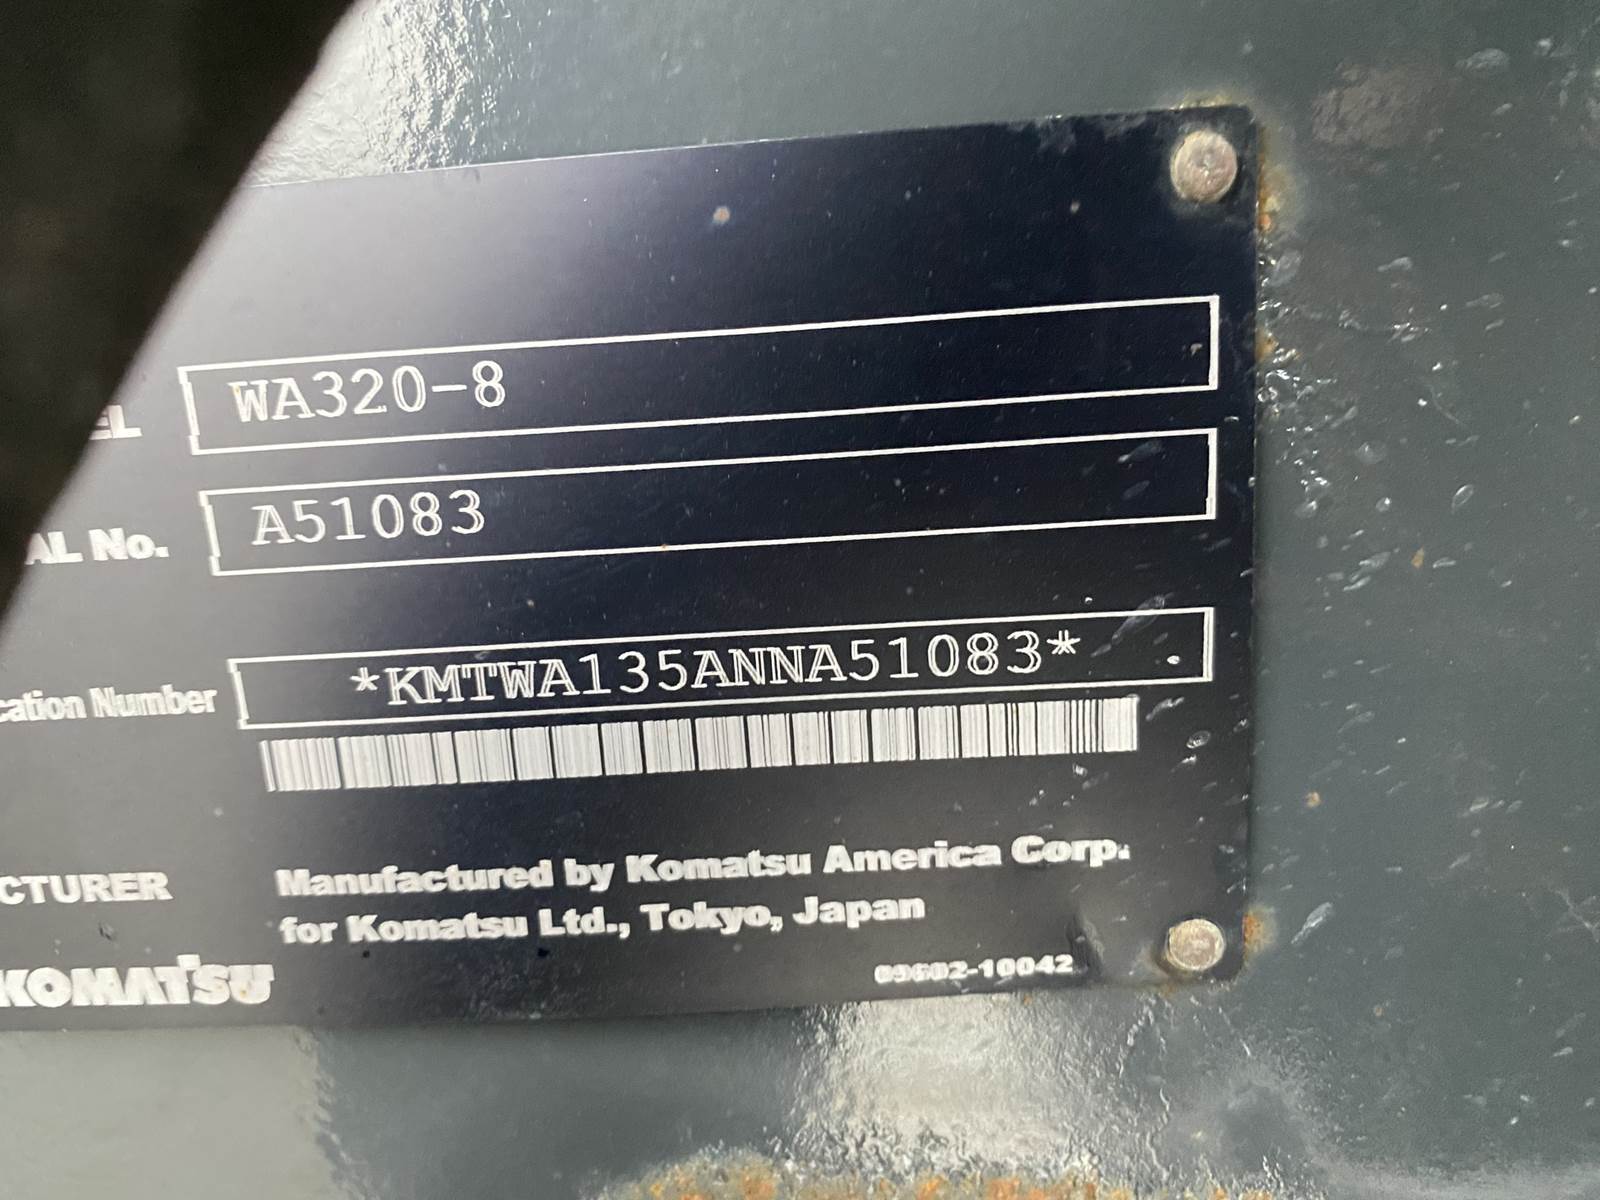 EL WA320-8
AL No. A51083
cation Number *KMTWA135ANNA51083*
CTURER Manufactured by Komatsu America Corp.
for Komatsu Ltd., Tokyo, Japan
KOMATSU
09602-10042